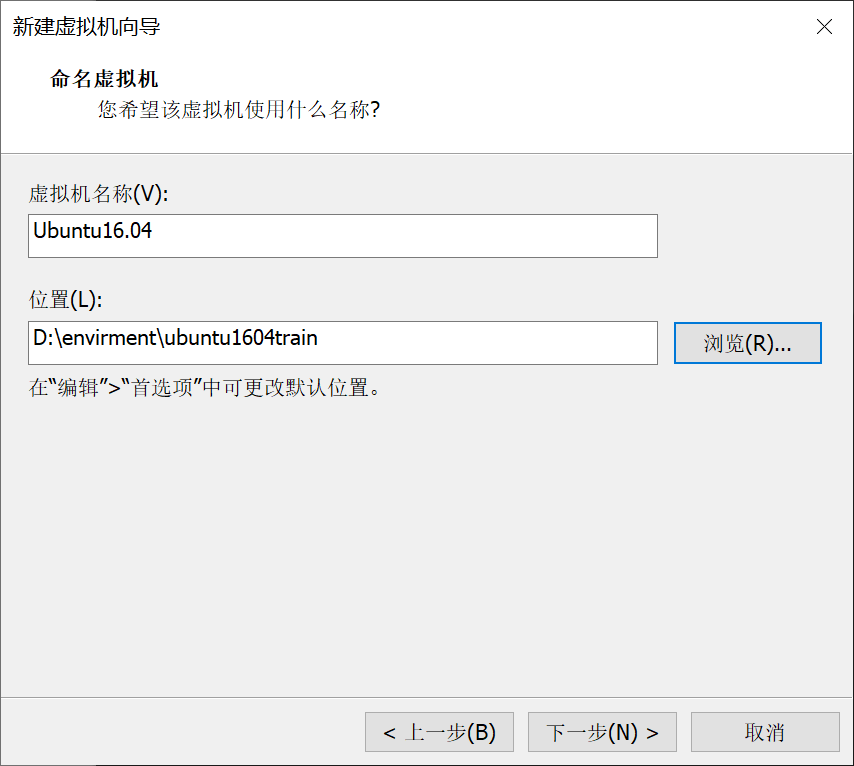 新建虚拟机向导
命名虚拟机
您希望该虚拟机使用什么名称?
虚拟机名称(V):
Ubuntu16.04
位置(L):
D:\envirment\ubuntu1604train
浏览(R)...
在“编辑”>“首选项”中可更改默认位置。
< 上一步(B) 下一步(N) > 取消